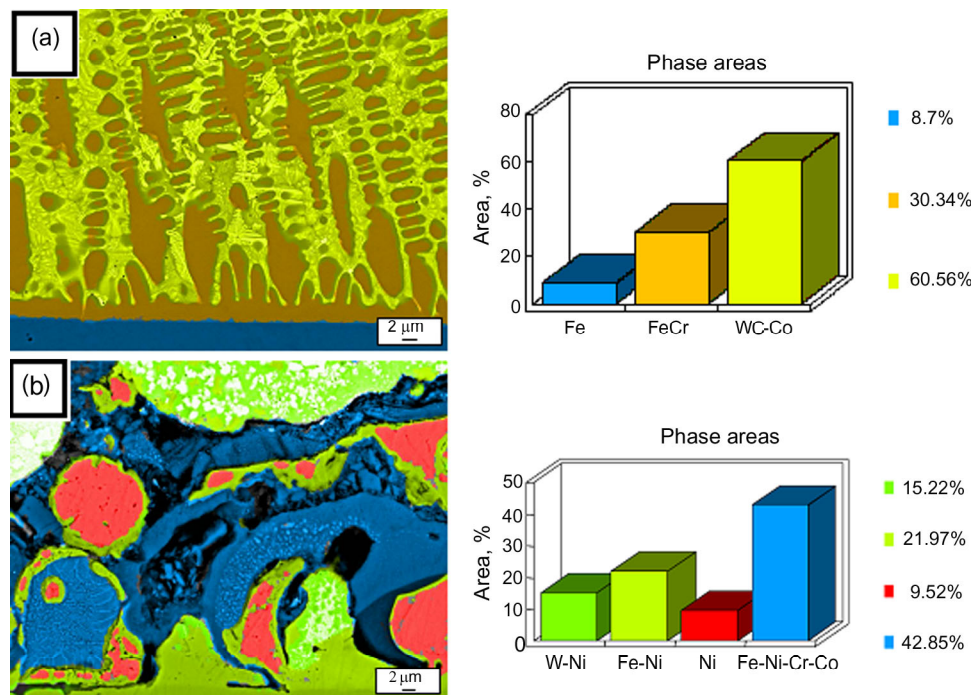 (a)
2 μm
Phase areas
Area, %
80
60
40
20
0
Fe FeCr WC-Co
8.7%
30.34%
60.56%
(b)
2 μm
Phase areas
Area, %
50
40
30
20
10
0
W-Ni Fe-Ni Ni Fe-Ni-Cr-Co
15.22%
21.97%
9.52%
42.85%